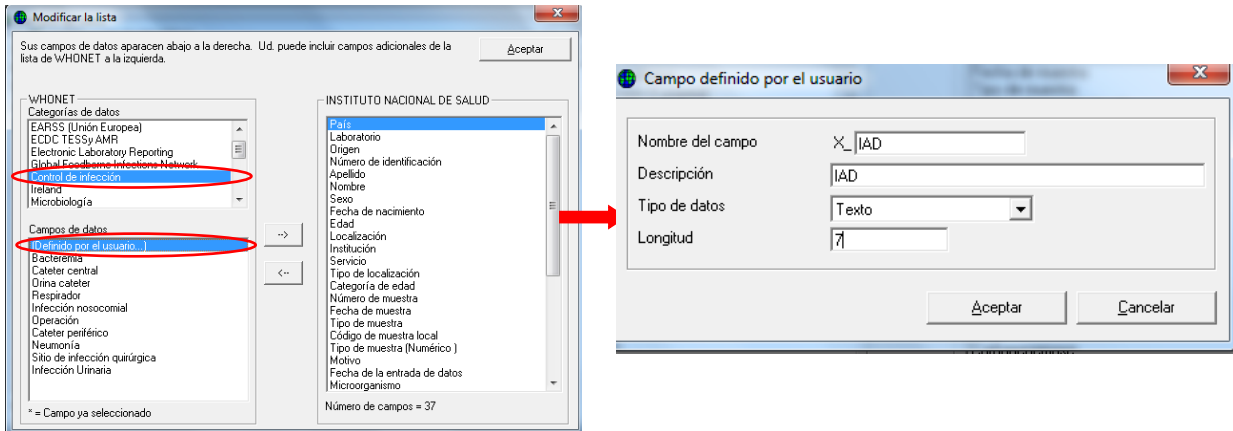 Modificar la lista
Sus campos de datos aparacen abajo a la derecha. Ud. puede incluir campos adicionales de la
lista de WHONET a la izquierda.
Aceptar
WHONET
Categorías de datos
EARSS (Unión Europea)
ECDC TESSy AMR
Electronic Laboratory Reporting
Global Foodborne Infections Network
Control de infección
Ireland
Microbiología
Campos de datos
(Definido por el usuario...)
Bacteremia
Cateter central
Orina cateter
Respirador
Infección nosocomial
Operación
Cateter periférico
Neumonía
Sitio de infección quirúrgica
Infección Urinaria
* = Campo ya seleccionado
-->
<--
INSTITUTO NACIONAL DE SALUD
País
Laboratorio
Origen
Número de identificación
Apellido
Nombre
Sexo
Fecha de nacimiento
Edad
Localización
Institución
Servicio
Tipo de localización
Categoría de edad
Número de muestra
Fecha de muestra
Tipo de muestra
Código de muestra local
Tipo de muestra (Numérico )
Motivo
Fecha de la entrada de datos
Microorganismo
Número de campos = 37
Campo definido por el usuario
Nombre del campo X_ IAD
Descripción IAD
Tipo de datos Texto
Longitud 7
Aceptar Cancelar